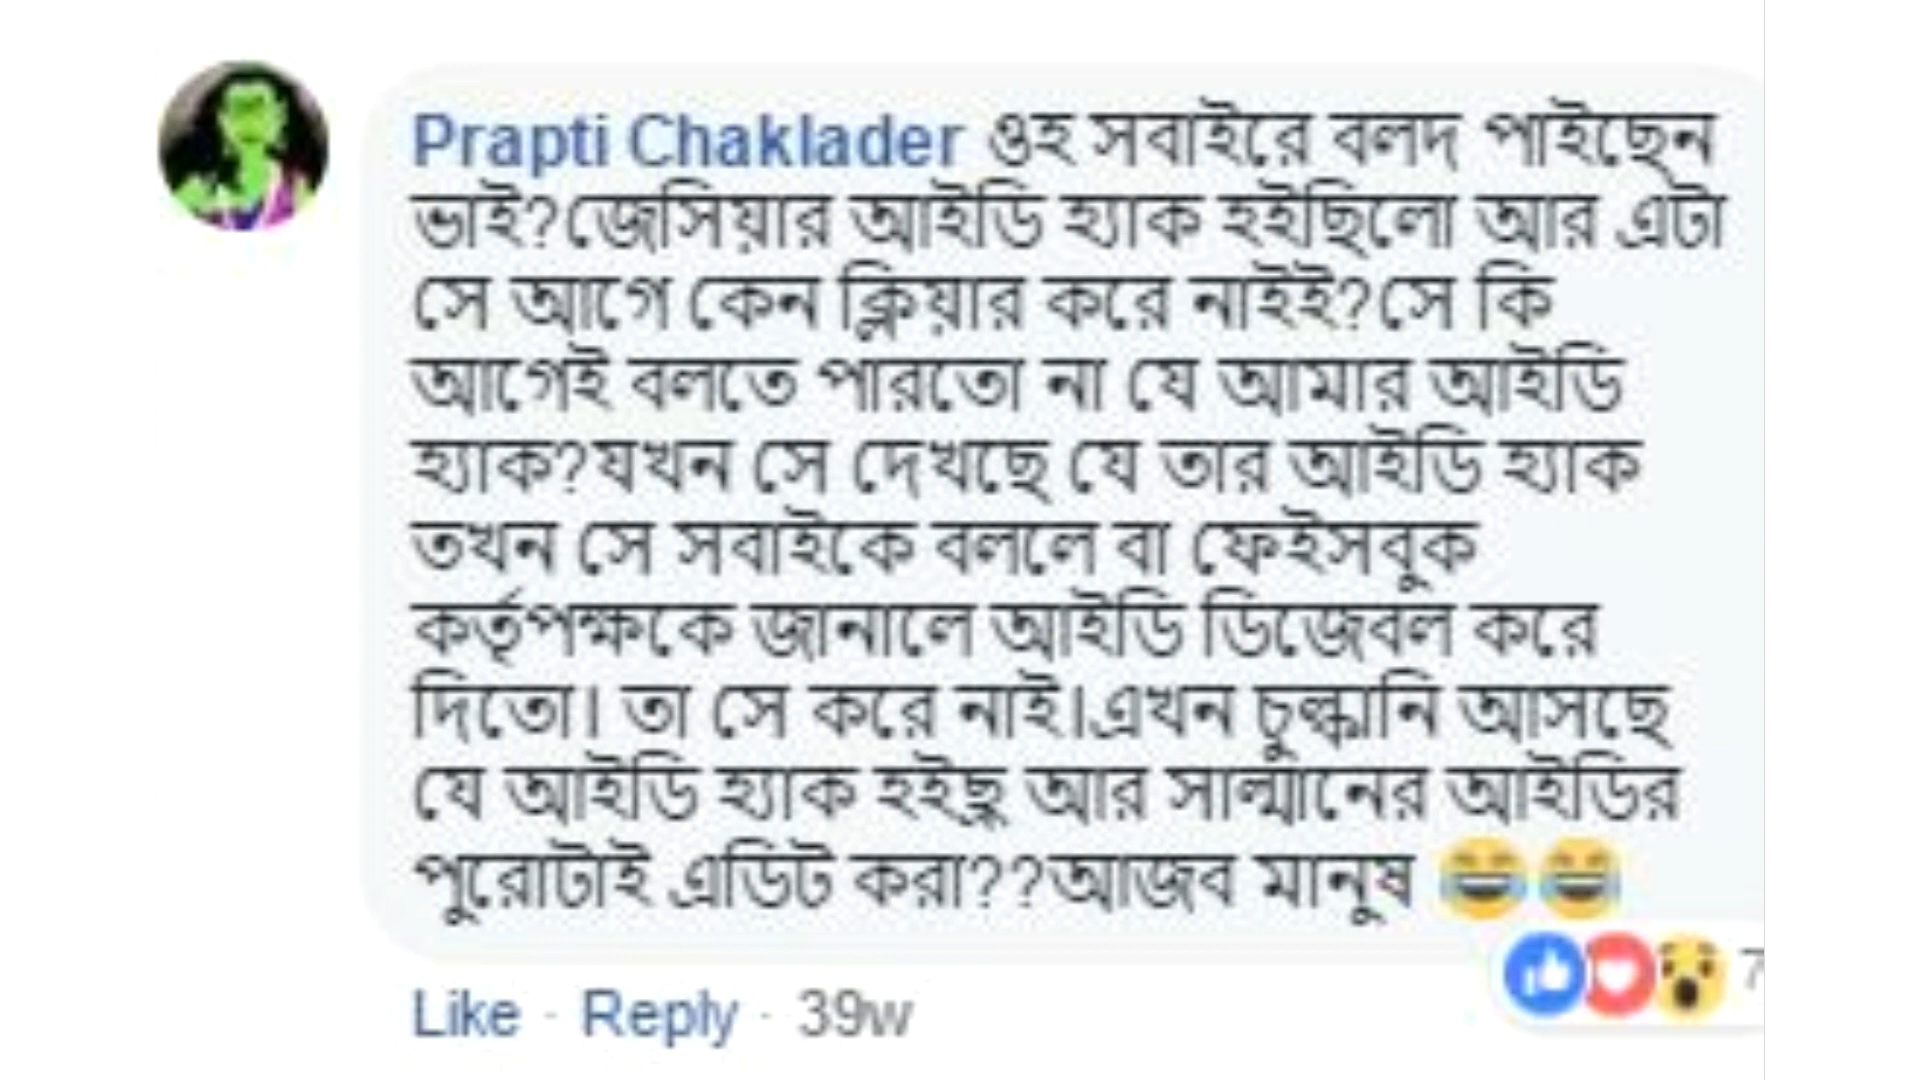 Prapti Chaklader ওহ সবাইরে বলদ পাইছেন
ভাই?জেসিয়ার আইডি হ্যাক হইছিলো আর এটা
সে আগে কেন ক্লিয়ার করে নাইই?সে কি
আগেই বলতে পারতো না যে আমার আইডি
হ্যাক?যখন সে দেখছে যে তার আইডি হ্যাক
তখন সে সবাইকে বললে বা ফেইসবুক
কর্তৃপক্ষকে জানালে আইডি ডিজেবল করে
দিতো। তা সে করে নাই।এখন চুল্কানি আসছে
যে আইডি হ্যাক হইছু আর সাল্মানের আইডির
পুরোটাই এডিট করা??আজব মানুষ 😂😂
7
Like · Reply · 39w